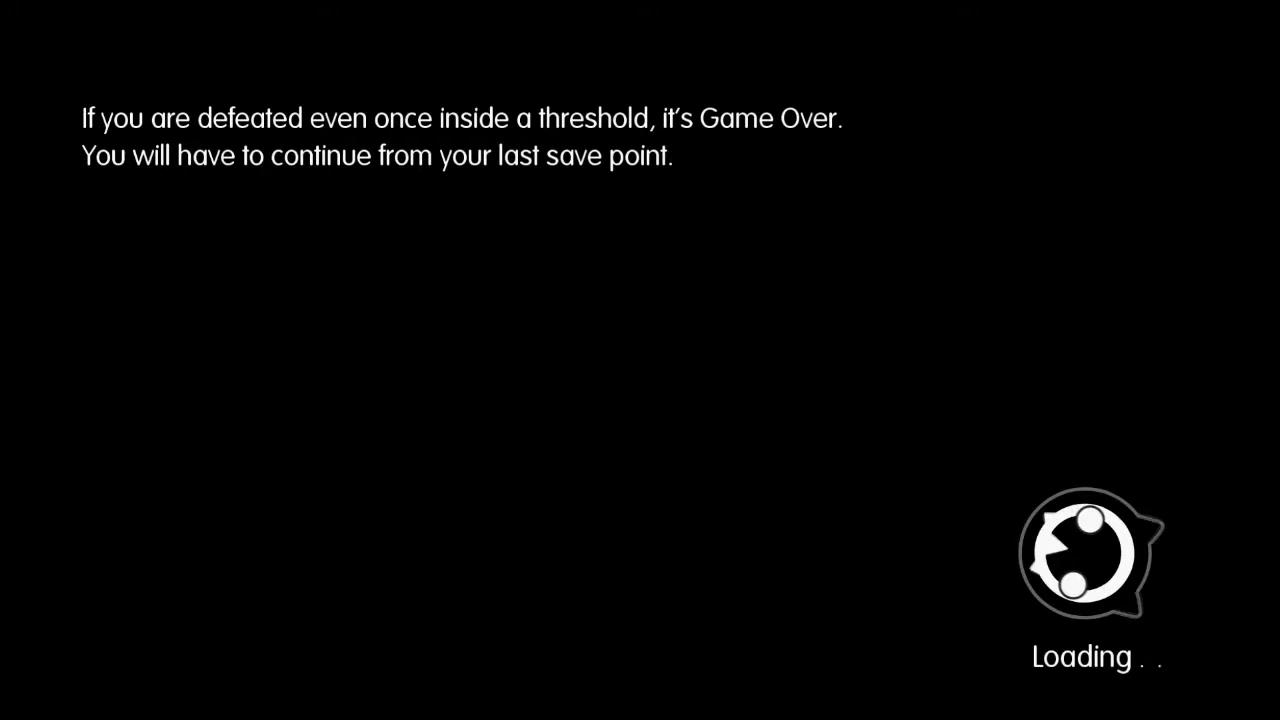 If you are defeated even once inside a threshold, it's Game Over.
You will have to continue from your last save point.
Loading . .